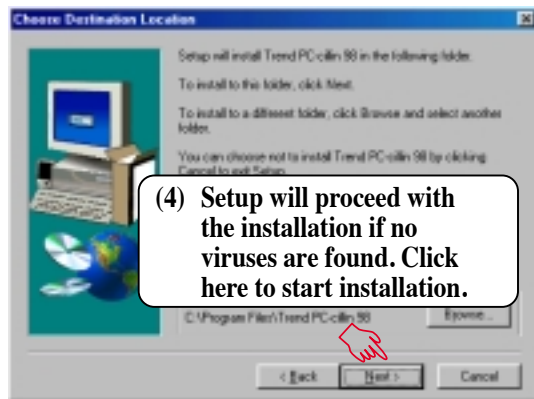 Choose Destination Location
Setup will install Trend PC-cillin 98 in the following folder.
To install to this folder, click Next.
To install to a different folder, click Browse and select another
folder.
You can choose not to install Trend PC-cillin 98 by clicking
Cancel to exit Setup.
(4) Setup will proceed with
the installation if no
viruses are found. Click
here to start installation.
C:\Program Files\Trend PC-cillin 98
Browse...
< Back
Next >
Cancel